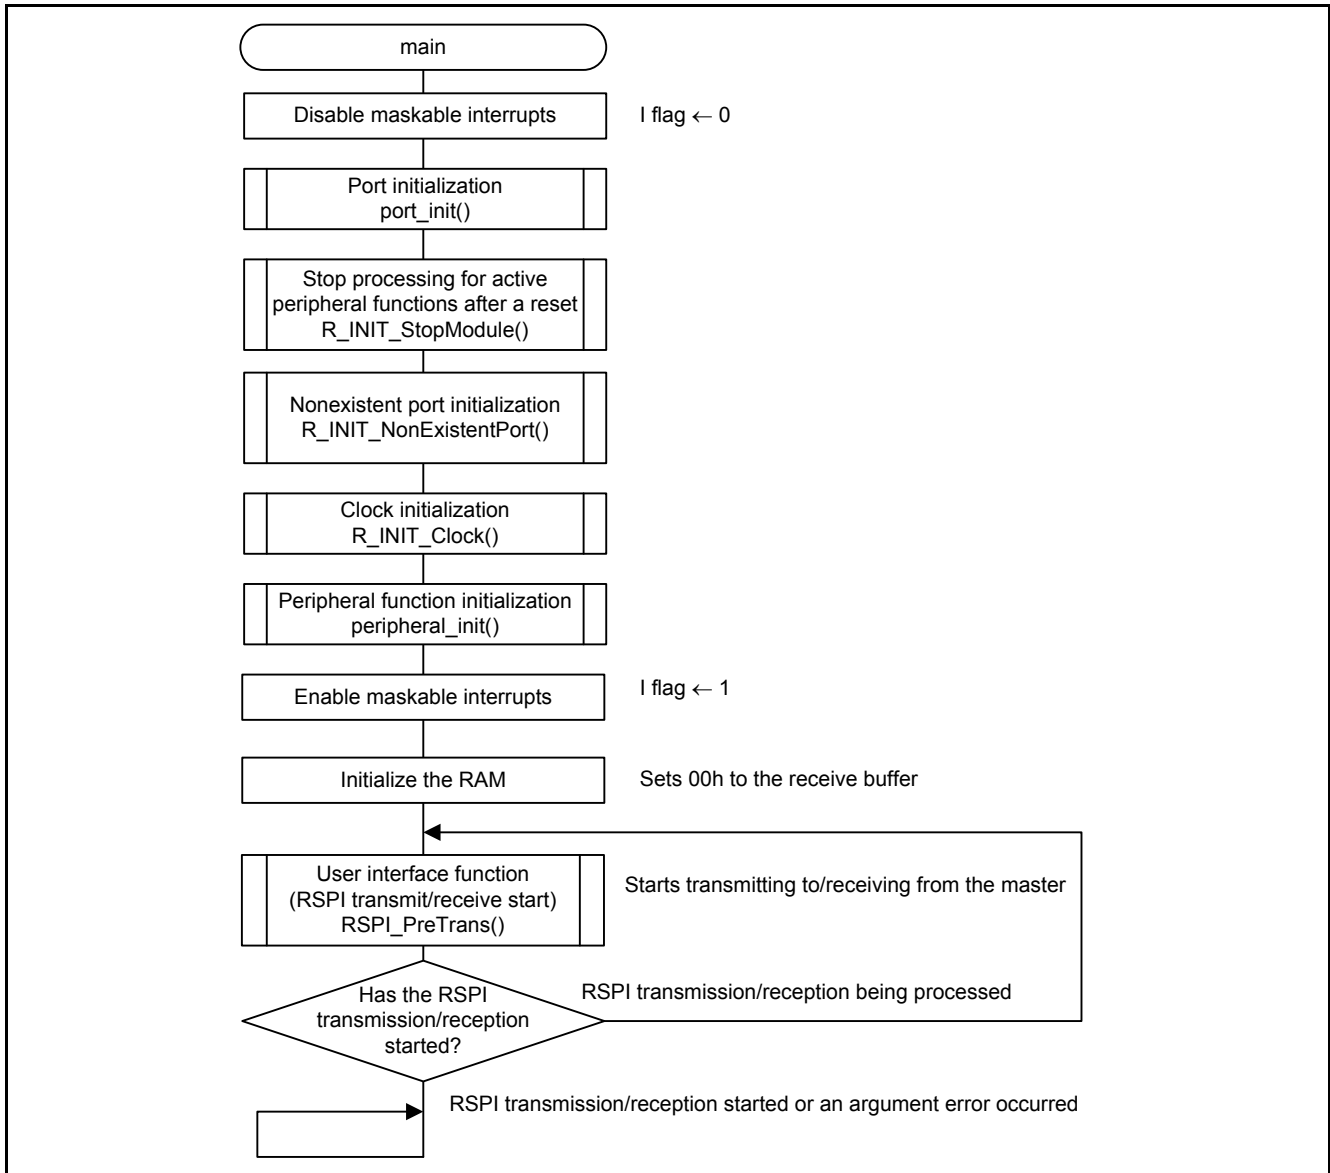 main
Disable maskable interrupts
I flag ← 0
Port initialization
port_init()
Stop processing for active
peripheral functions after a reset
R_INIT_StopModule()
Nonexistent port initialization
R_INIT_NonExistentPort()
Clock initialization
R_INIT_Clock()
Peripheral function initialization
peripheral_init()
Enable maskable interrupts
I flag ← 1
Initialize the RAM
Sets 00h to the receive buffer
User interface function
(RSPI transmit/receive start)
RSPI_PreTrans()
Starts transmitting to/receiving from the master
Has the RSPI
transmission/reception
started?
RSPI transmission/reception being processed
RSPI transmission/reception started or an argument error occurred